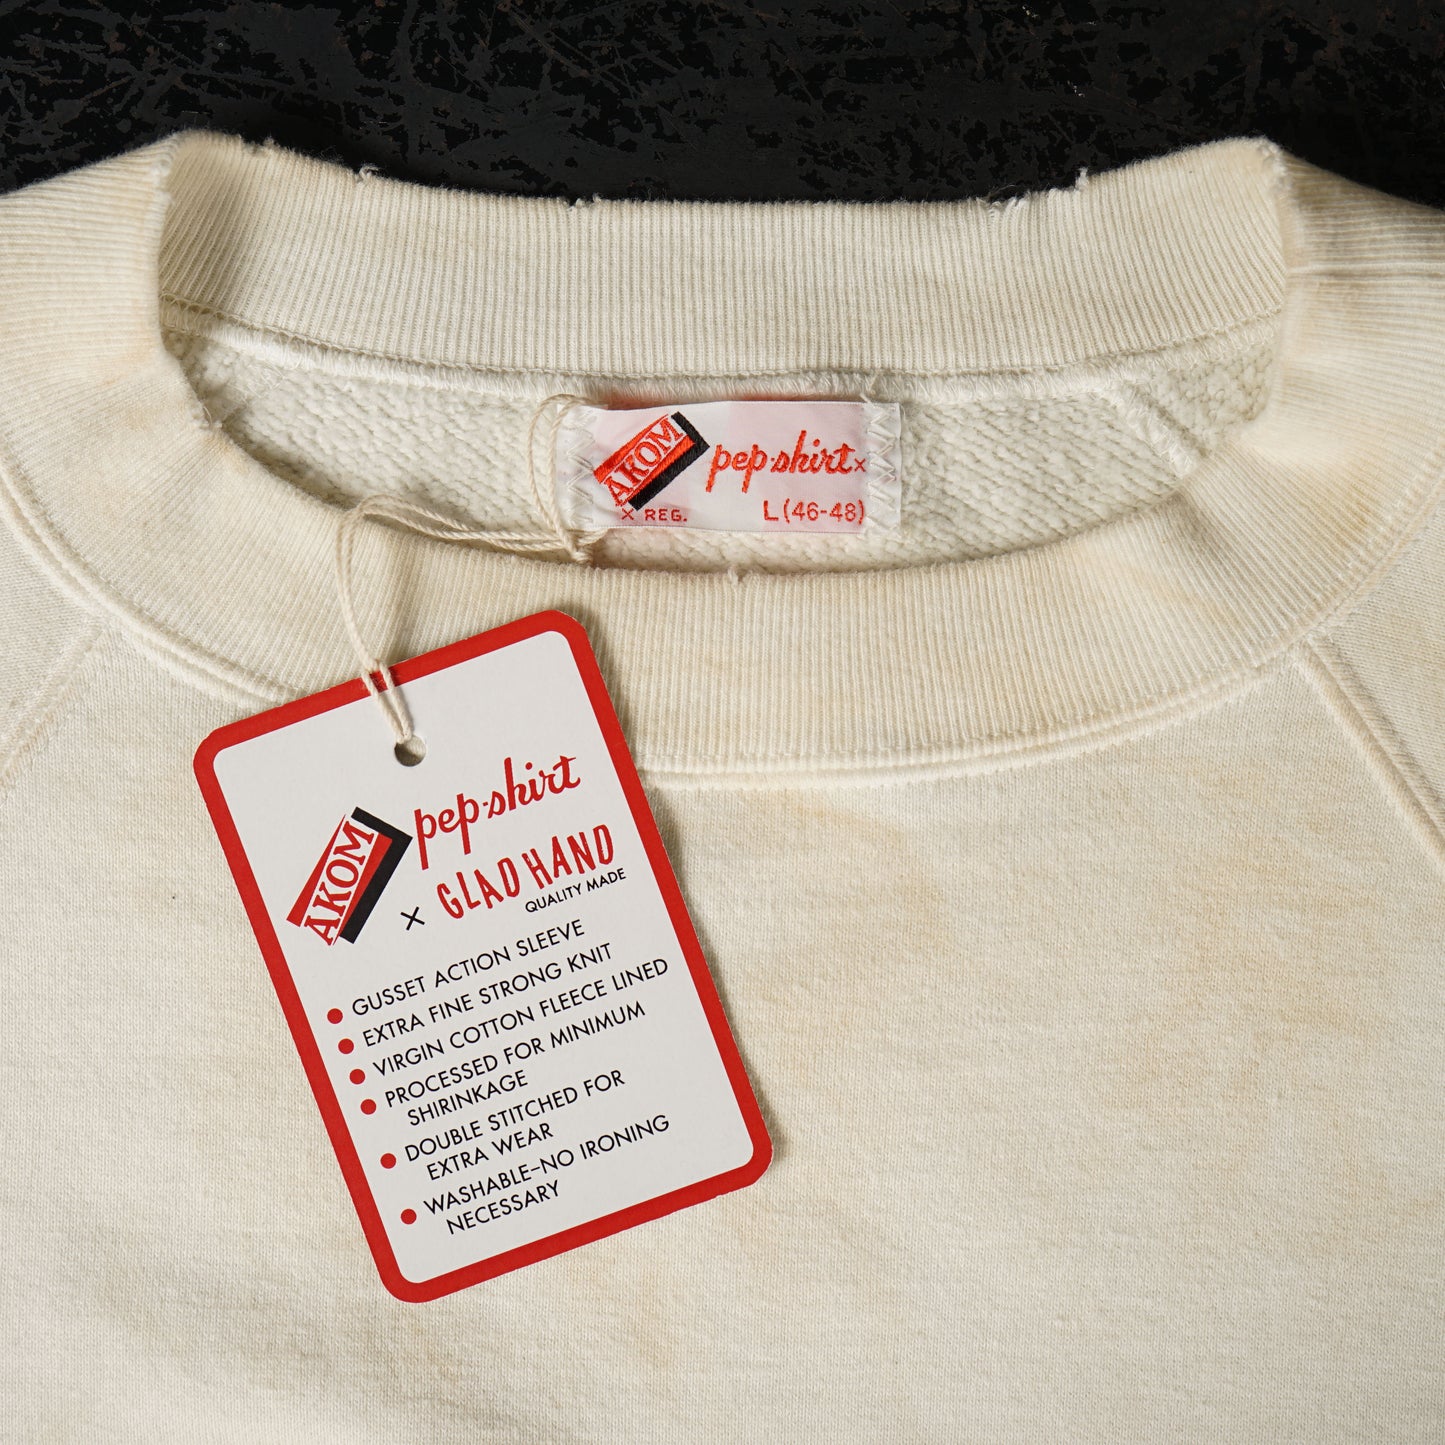 AKOM pep-shirt x
x REG. L (46-48)
pep-shirt
AKOM x GLAD HAND
QUALITY MADE
● GUSSET ACTION SLEEVE
● EXTRA FINE STRONG KNIT
● VIRGIN COTTON FLEECE LINED
● PROCESSED FOR MINIMUM
SHIRINKAGE
● DOUBLE STITCHED FOR
EXTRA WEAR
● WASHABLE–NO IRONING
NECESSARY